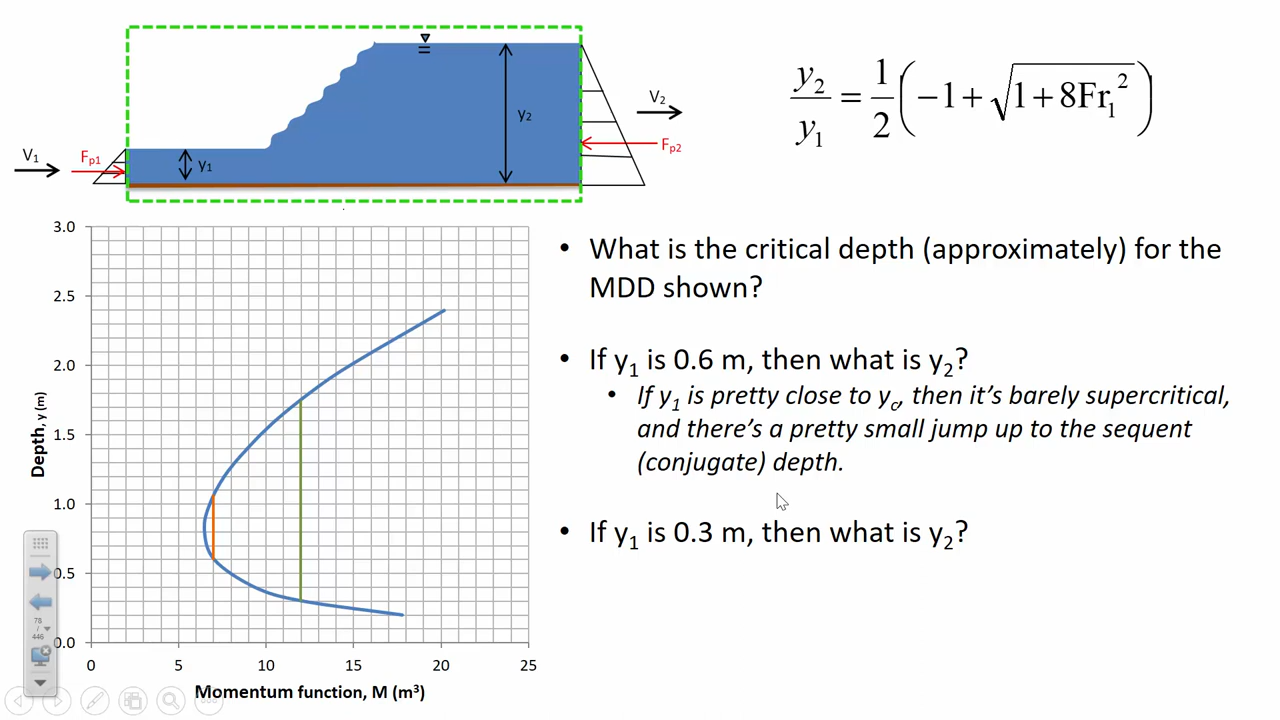 V1
Fp1
y1
y2
V2
Fp2
y2/y1 = 1/2(−1+√1+8Fr1²)
3.0
2.5
2.0
1.5
1.0
0.5
0.0
Depth, y (m)
0 5 10 15 20 25
Momentum function, M (m³)
• What is the critical depth (approximately) for the
MDD shown?
• If y1 is 0.6 m, then what is y2?
• If y1 is pretty close to yc, then it’s barely supercritical,
and there’s a pretty small jump up to the sequent
(conjugate) depth.
• If y1 is 0.3 m, then what is y2?
78
/
446